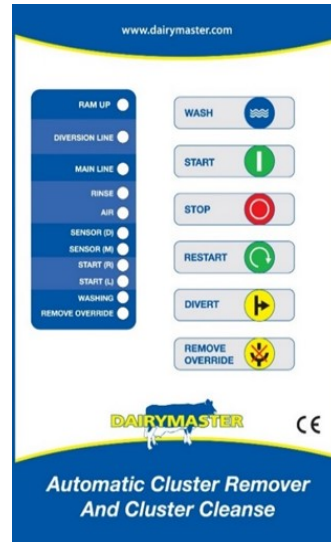 www.dairymaster.com
RAM UP
DIVERSION LINE
MAIN LINE
RINSE
AIR
SENSOR (D)
SENSOR (M)
START (R)
START (L)
WASHING
REMOVE OVERRIDE
WASH
START
STOP
RESTART
DIVERT
REMOVE
OVERRIDE
DAIRYMASTER
CE
Automatic Cluster Remover
And Cluster Cleanse